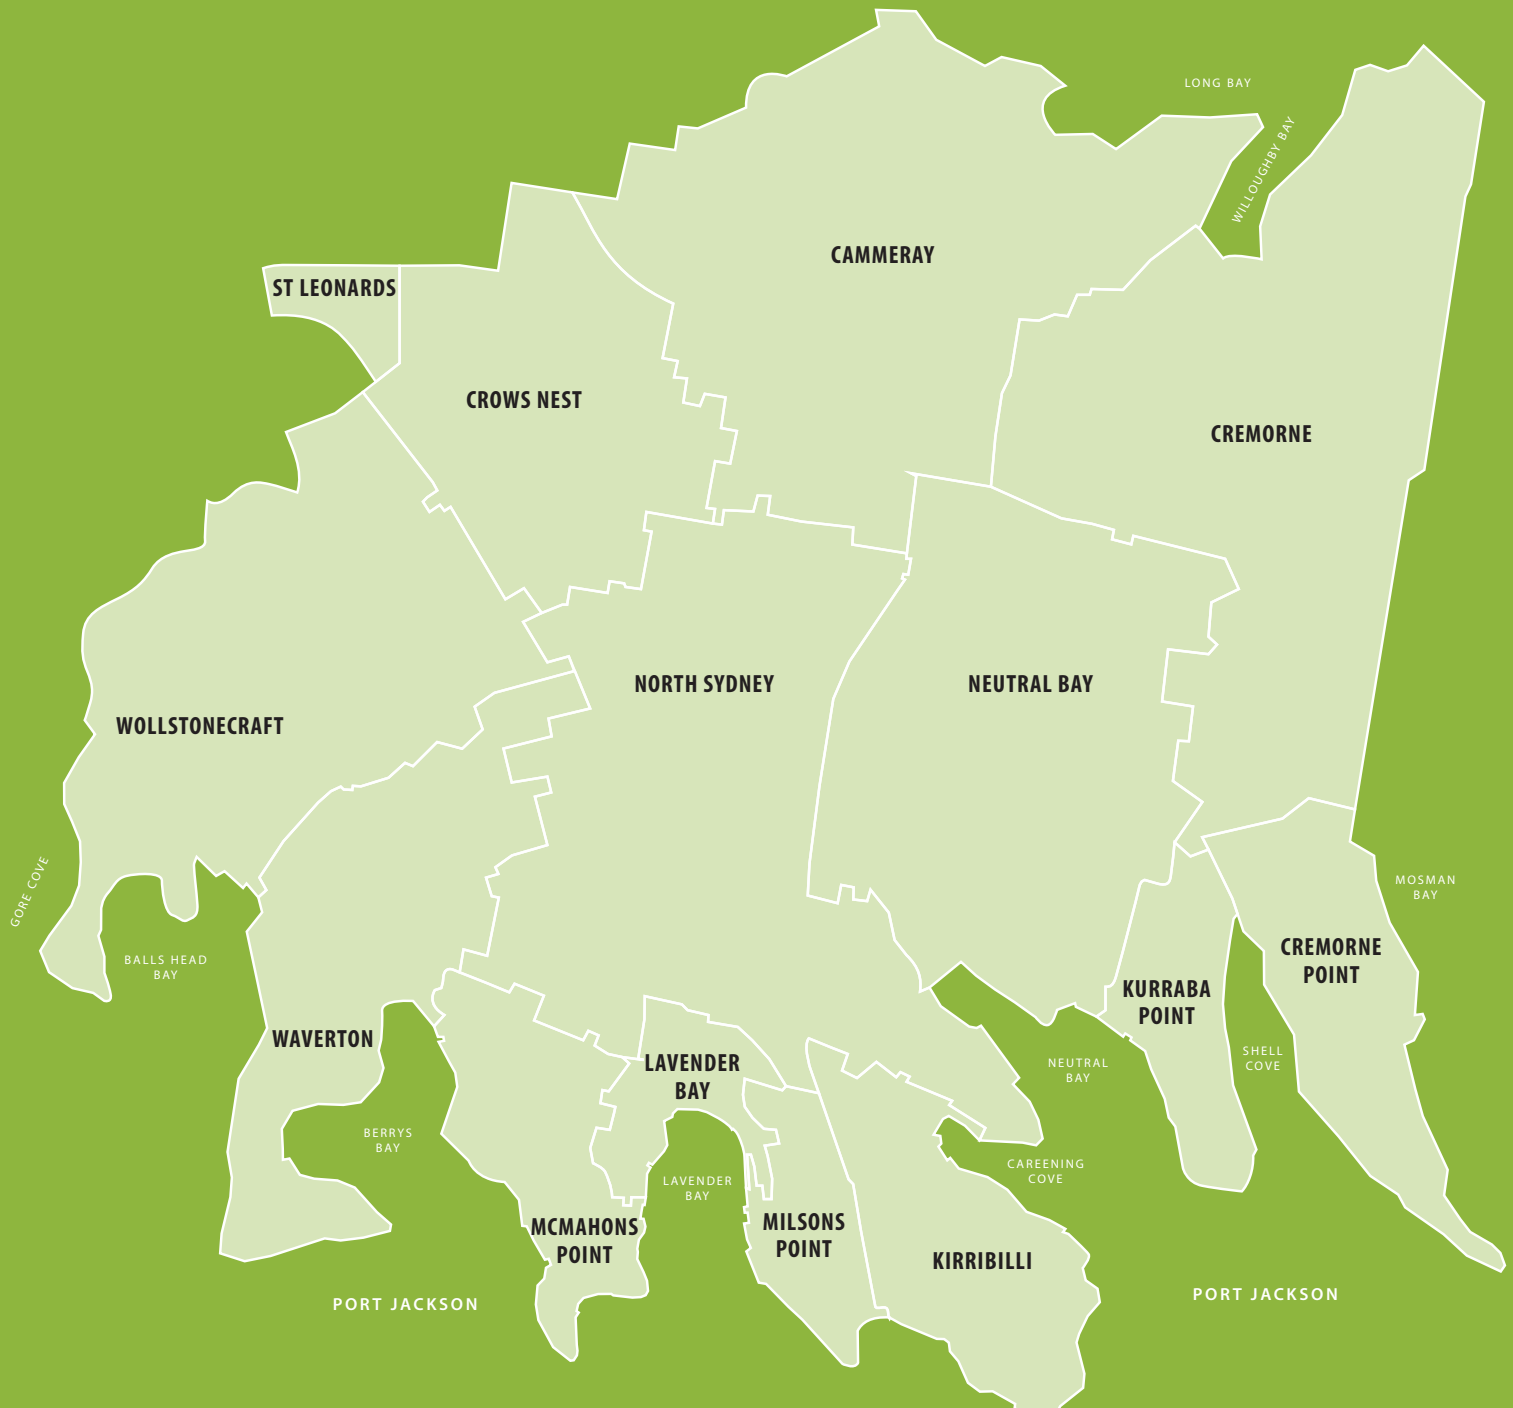 LONG BAY
WILLOUGHBY BAY
CAMMERAY
ST LEONARDS
CROWS NEST
CREMORNE
NORTH SYDNEY
NEUTRAL BAY
WOLLSTONECRAFT
GORE COVE
MOSMAN
BAY
BALLS HEAD
BAY
CREMORNE
POINT
KURRABA
POINT
WAVERTON
LAVENDER
BAY
NEUTRAL
BAY
SHELL
COVE
BERRYS
BAY
CAREENING
COVE
LAVENDER
BAY
MCMAHONS
POINT
MILSONS
POINT
KIRRIBILLI
PORT JACKSON
PORT JACKSON